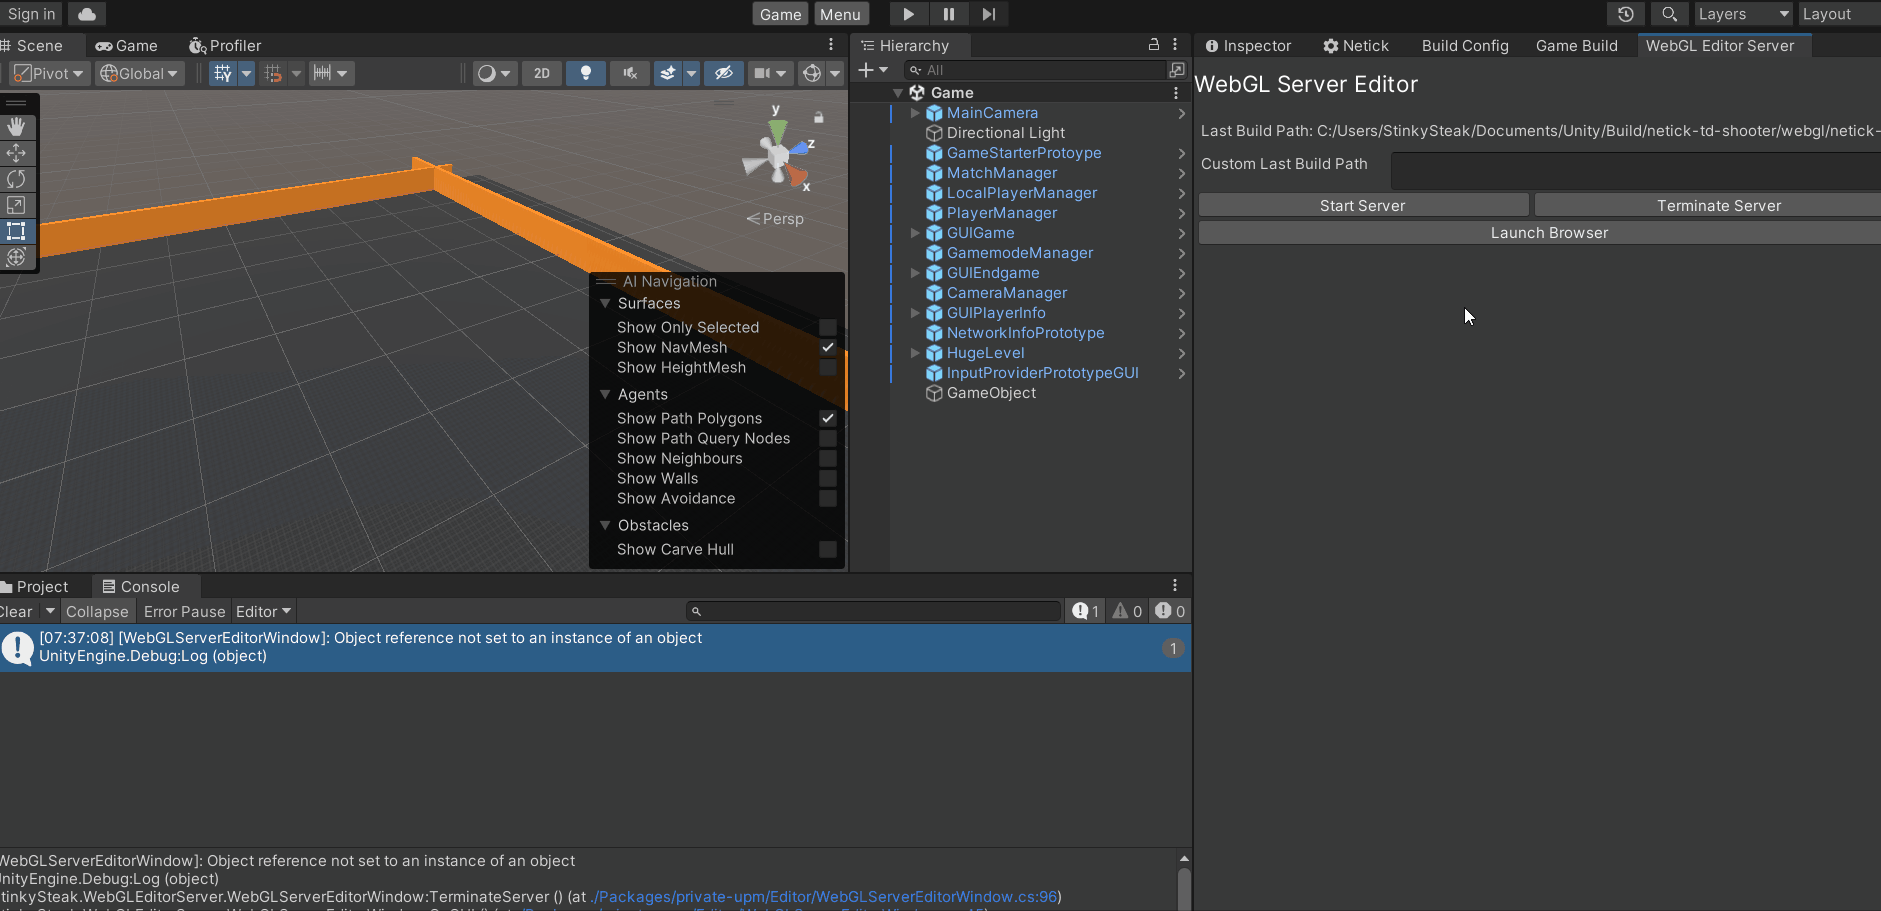 Sign in
Game
Menu
Layers
Layout
Scene
Game
Profiler
Pivot
Global
2D
y
z
x
Persp
AI Navigation
Surfaces
Show Only Selected
Show NavMesh
Show HeightMesh
Agents
Show Path Polygons
Show Path Query Nodes
Show Neighbours
Show Walls
Show Avoidance
Obstacles
Show Carve Hull
Hierarchy
All
Game
MainCamera
Directional Light
GameStarterProtoype
MatchManager
LocalPlayerManager
PlayerManager
GUIGame
GamemodeManager
GUIEndgame
CameraManager
GUIPlayerInfo
NetworkInfoPrototype
HugeLevel
InputProviderPrototypeGUI
GameObject
Inspector
Netick
Build Config
Game Build
WebGL Editor Server
WebGL Server Editor
Last Build Path: C:/Users/StinkySteak/Documents/Unity/Build/netick-td-shooter/webgl/netick-
Custom Last Build Path
Start Server
Terminate Server
Launch Browser
Project
Console
Clear
Collapse
Error Pause
Editor
1
0
0
[07:37:08] [WebGLServerEditorWindow]: Object reference not set to an instance of an object
UnityEngine.Debug:Log (object)
1
WebGLServerEditorWindow]: Object reference not set to an instance of an object
UnityEngine.Debug:Log (object)
tinkySteak.WebGLEditorServer.WebGLServerEditorWindow:TerminateServer () (at ./Packages/private-upm/Editor/WebGLServerEditorWindow.cs:96)